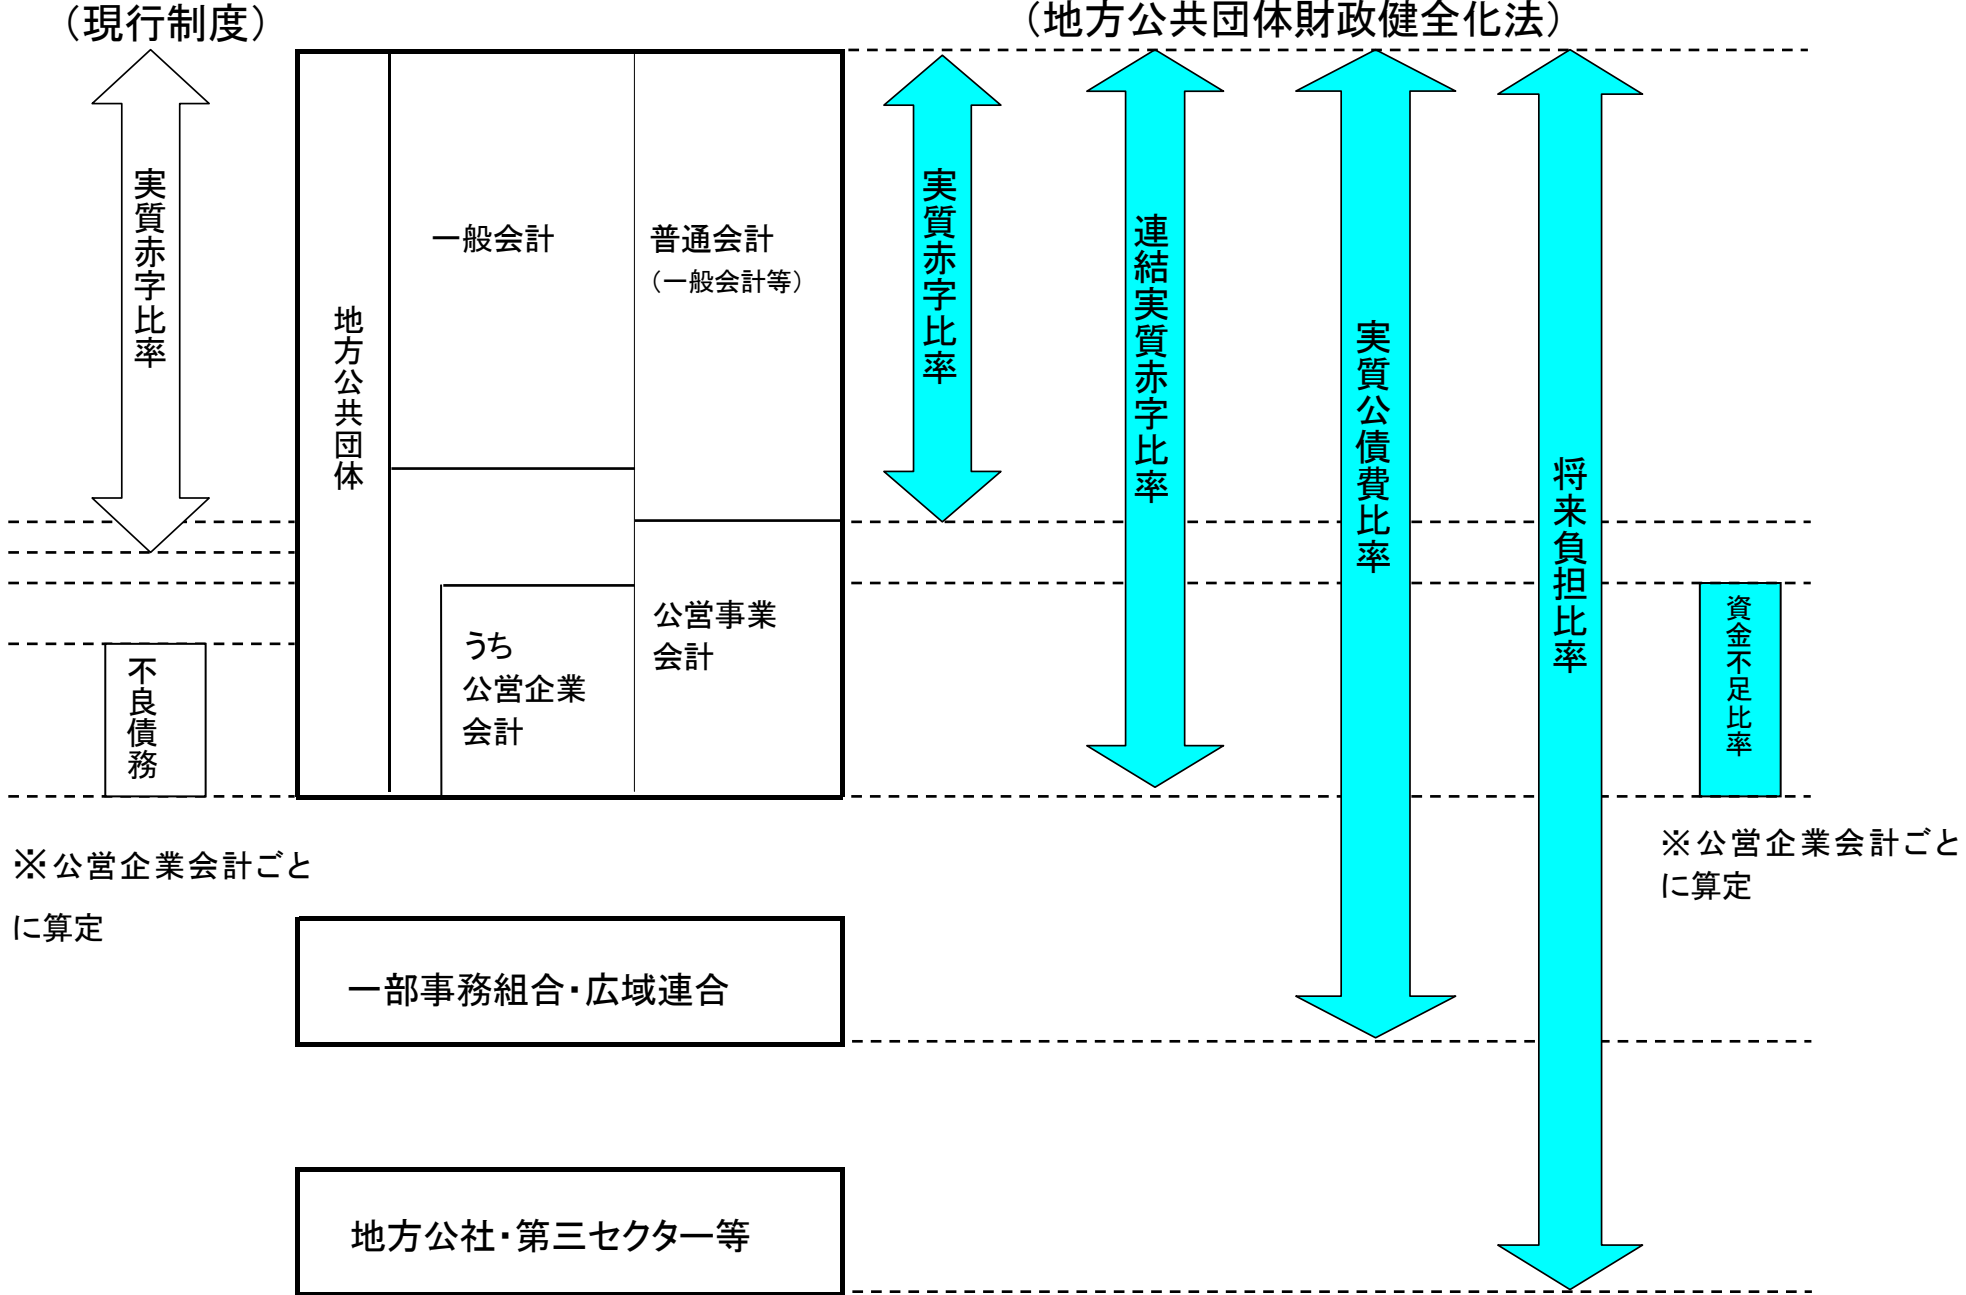 （現行制度）
（地方公共団体財政健全化法）
実質赤字比率
不良債務
※公営企業会計ごと
に算定
地方公共団体
一般会計
うち
公営企業
会計
普通会計
（一般会計等）
公営事業
会計
一部事務組合・広域連合
地方公社・第三セクター等
実質赤字比率
連結実質赤字比率
実質公債費比率
将来負担比率
資金不足比率
※公営企業会計ごと
に算定